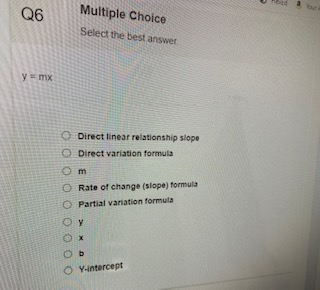 Q6
Multiple Choice
Select the best answer
y = mx
Direct linear relationship slope
Direct variation formula
m
Rate of change (slope) formula
Partial variation formula
y
x
b
Y-intercept